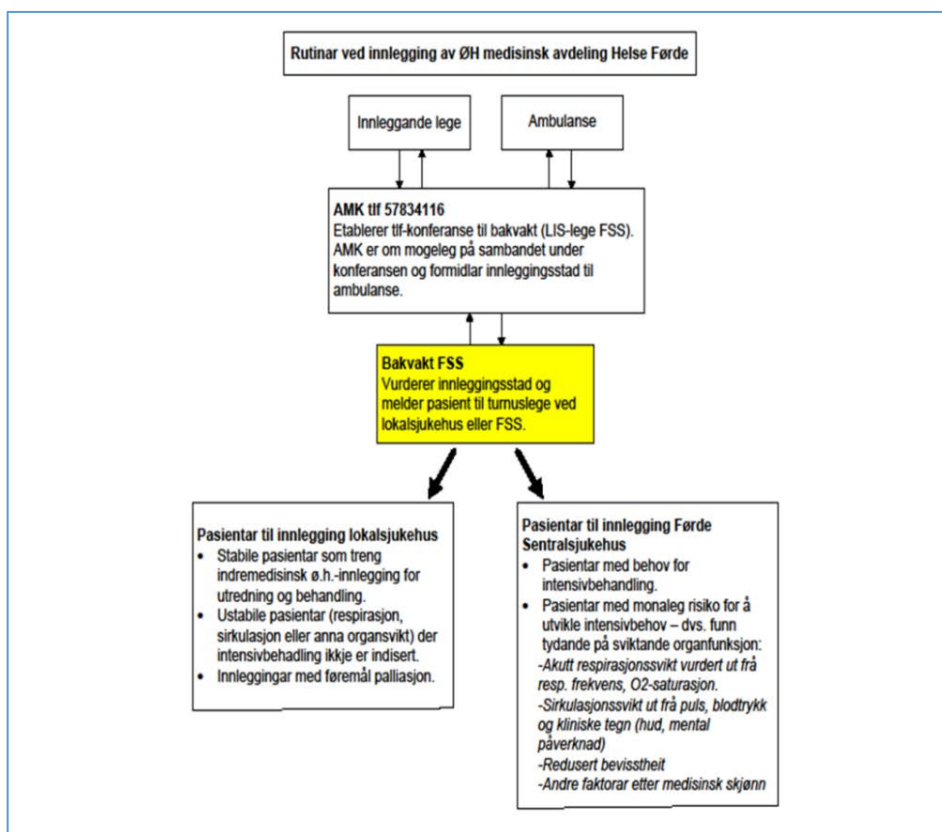 Rutinar ved innlegging av ØH medisinsk avdeling Helse Førde
Innleggande lege
Ambulanse
AMK tlf 57834116
Etablerer tlf-konferanse til bakvakt (LIS-lege FSS).
AMK er om mogeleg på sambandet under
konferansen og formidlar innleggingsstad til
ambulanse.
Bakvakt FSS
Vurderer innleggingsstad og
melder pasient til turnuslege ved
lokalsjukehus eller FSS.
Pasientar til innlegging lokalsjukehus
• Stabile pasientar som treng
indremedisinsk ø.h.-innlegging for
utredning og behandling.
• Ustabile pasientar (respirasjon,
sirkulasjon eller anna organsvikt) der
intensivbehadling ikkje er indisert.
• Innleggingar med føremål palliasjon.
Pasientar til innlegging Førde
Sentralsjukehus
• Pasientar med behov for
intensivbehandling.
• Pasientar med monaleg risiko for å
utvikle intensivbehov – dvs. funn
tydande på sviktande organfunksjon:
-Akutt respirasjonssvikt vurdert ut frå
resp. frekvens, O2-saturasjon.
-Sirkulasjonssvikt ut frå puls, blodtrykk
og kliniske tegn (hud, mental
påverknad)
-Redusert bevisstheit
-Andre faktorar etter medisinsk skjønn